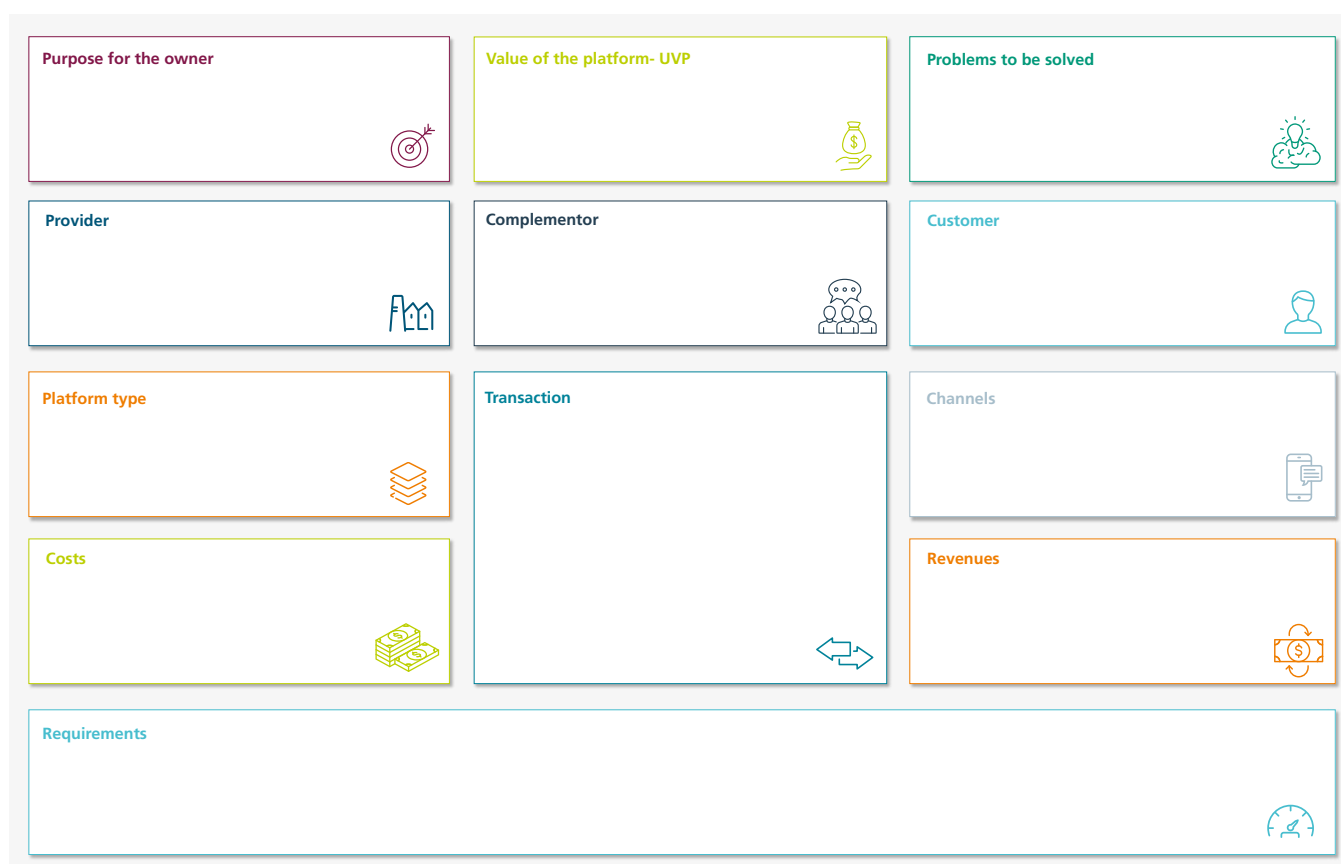 Purpose for the owner
Value of the platform- UVP
Problems to be solved
Provider
Complementor
Customer
Platform type
Transaction
Channels
Costs
Revenues
Requirements